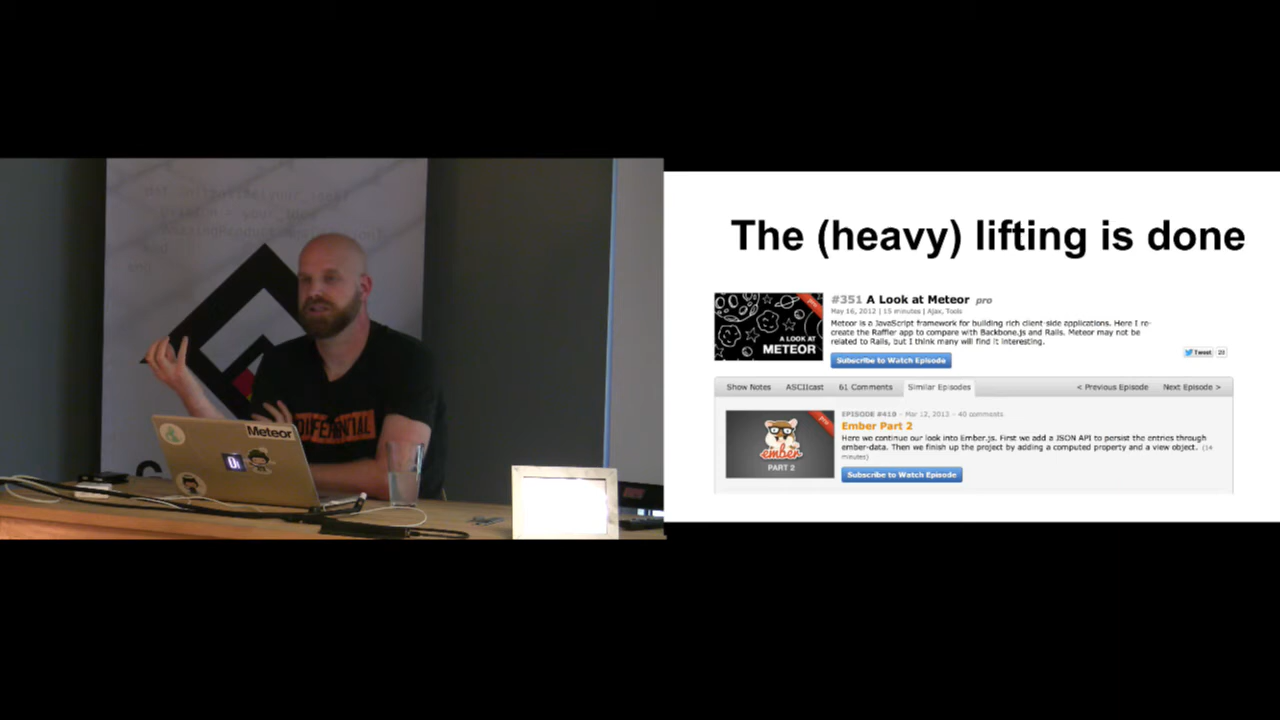 The (heavy) lifting is done
#351 A Look at Meteor pro
May 16, 2012 | 15 minutes | Ajax, Tools
Meteor is a JavaScript framework for building rich client-side applications. Here I re-
create the Raffler app to compare with Backbone.js and Rails. Meteor may not be
related to Rails, but I think many will find it interesting.
pro
A LOOK AT
METEOR
Subscribe to Watch Episode
Tweet 20
Show Notes ASCIIcast 61 Comments Similar Episodes < Previous Episode Next Episode >
EPISODE #410 - Mar 12, 2013 - 40 comments
Ember Part 2
Here we continue our look into Ember.js. First we add a JSON API to persist the entries through
ember-data. Then we finish up the project by adding a computed property and a view object. (14
minutes)
pro
ember
PART 2
Subscribe to Watch Episode
Meteor